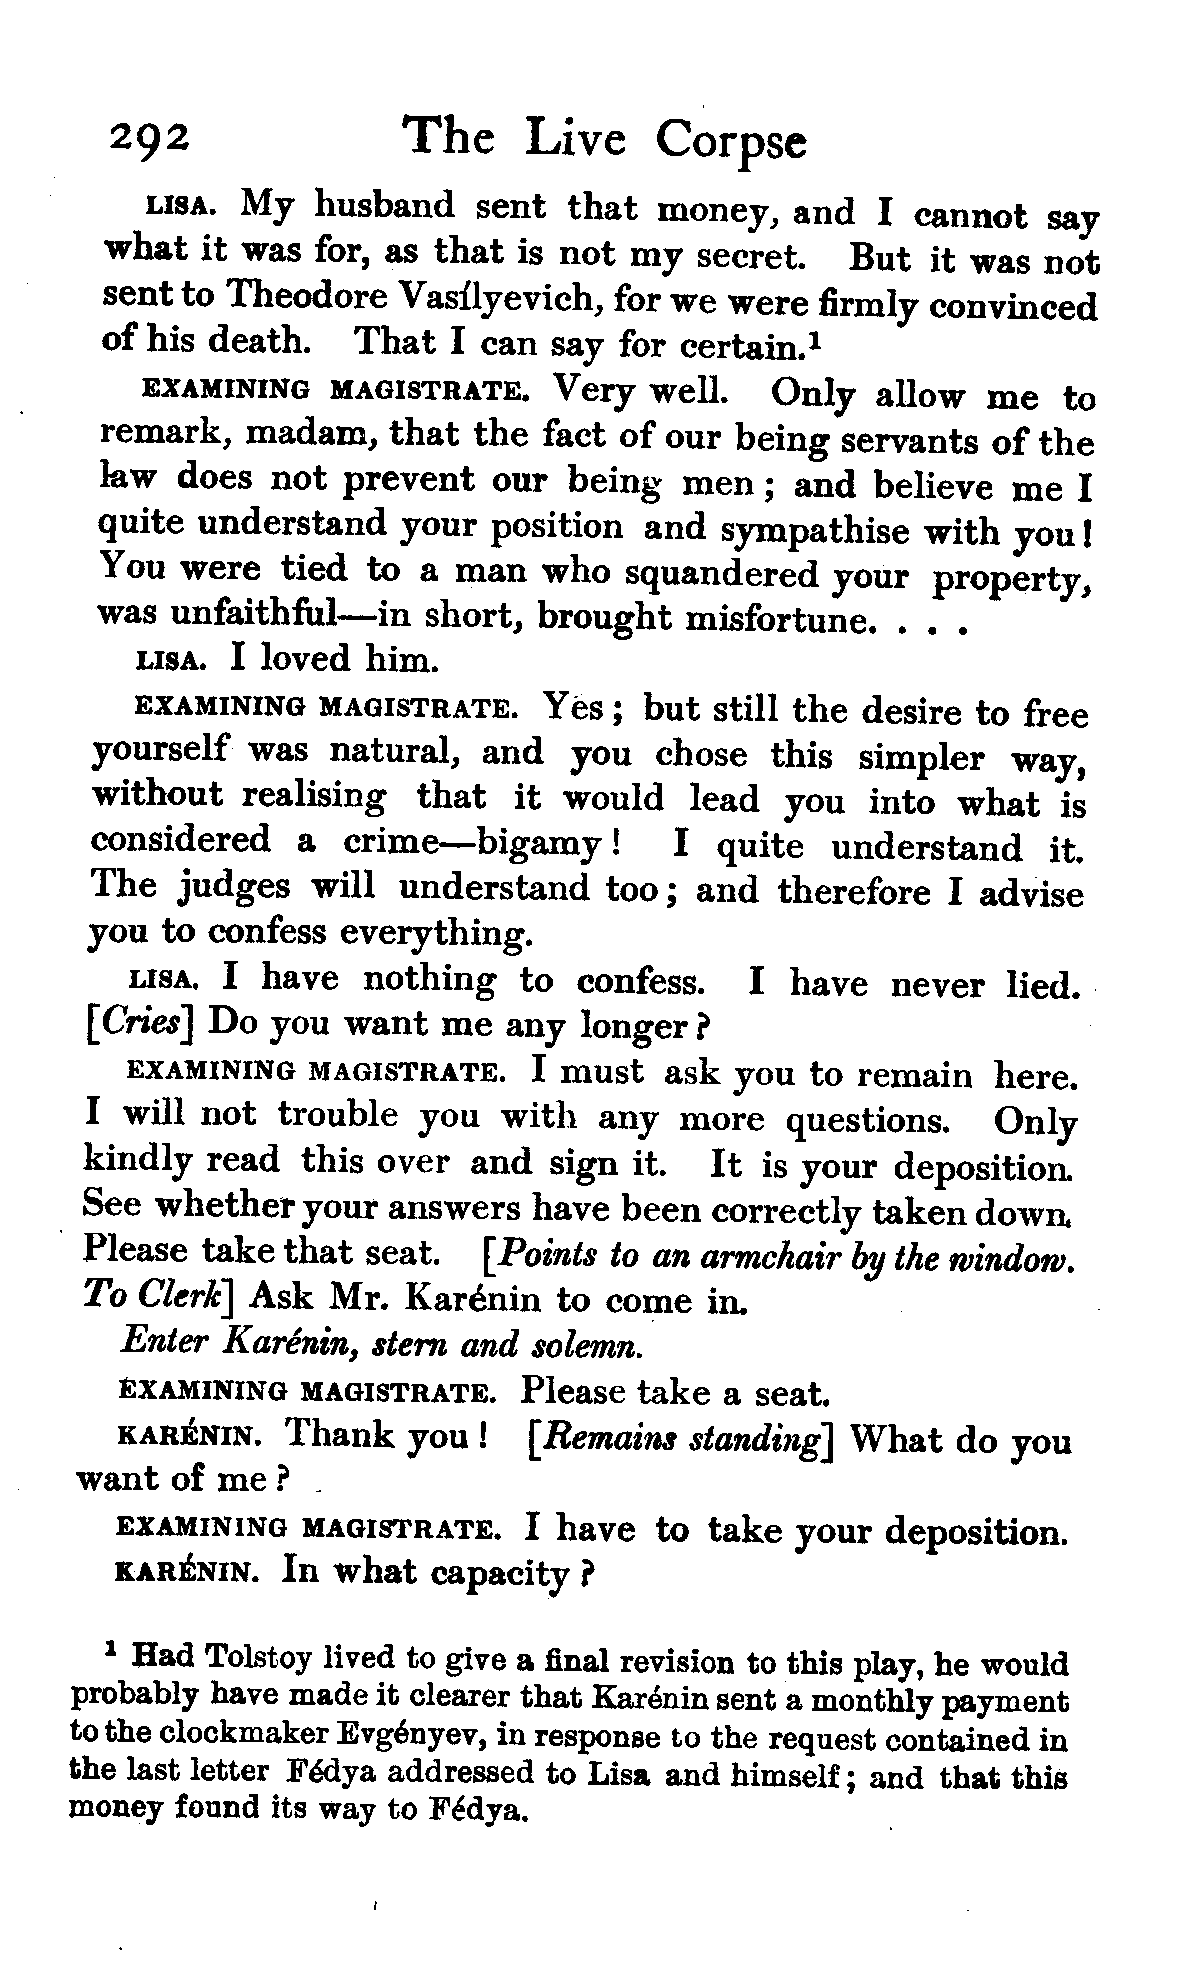 292 The Live Corpse
LISA. My husband sent that money, and I cannot say
what it was for, as that is not my secret. But it was not
sent to Theodore Vasílyevich, for we were firmly convinced
of his death. That I can say for certain.¹
EXAMINING MAGISTRATE. Very well. Only allow me to
remark, madam, that the fact of our being servants of the
law does not prevent our being men; and believe me I
quite understand your position and sympathise with you!
You were tied to a man who squandered your property,
was unfaithful—in short, brought misfortune. . . .
LISA. I loved him.
EXAMINING MAGISTRATE. Yes; but still the desire to free
yourself was natural, and you chose this simpler way,
without realising that it would lead you into what is
considered a crime—bigamy! I quite understand it.
The judges will understand too; and therefore I advise
you to confess everything.
LISA. I have nothing to confess. I have never lied.
[Cries] Do you want me any longer?
EXAMINING MAGISTRATE. I must ask you to remain here.
I will not trouble you with any more questions. Only
kindly read this over and sign it. It is your deposition.
See whether your answers have been correctly taken down.
Please take that seat. [Points to an armchair by the window.
To Clerk] Ask Mr. Karénin to come in.
Enter Karénin, stern and solemn.
EXAMINING MAGISTRATE. Please take a seat.
KARÉNIN. Thank you! [Remains standing] What do you
want of me?
EXAMINING MAGISTRATE. I have to take your deposition.
KARÉNIN. In what capacity?
¹ Had Tolstoy lived to give a final revision to this play, he would
probably have made it clearer that Karénin sent a monthly payment
to the clockmaker Evgényev, in response to the request contained in
the last letter Fédya addressed to Lisa and himself; and that this
money found its way to Fédya.